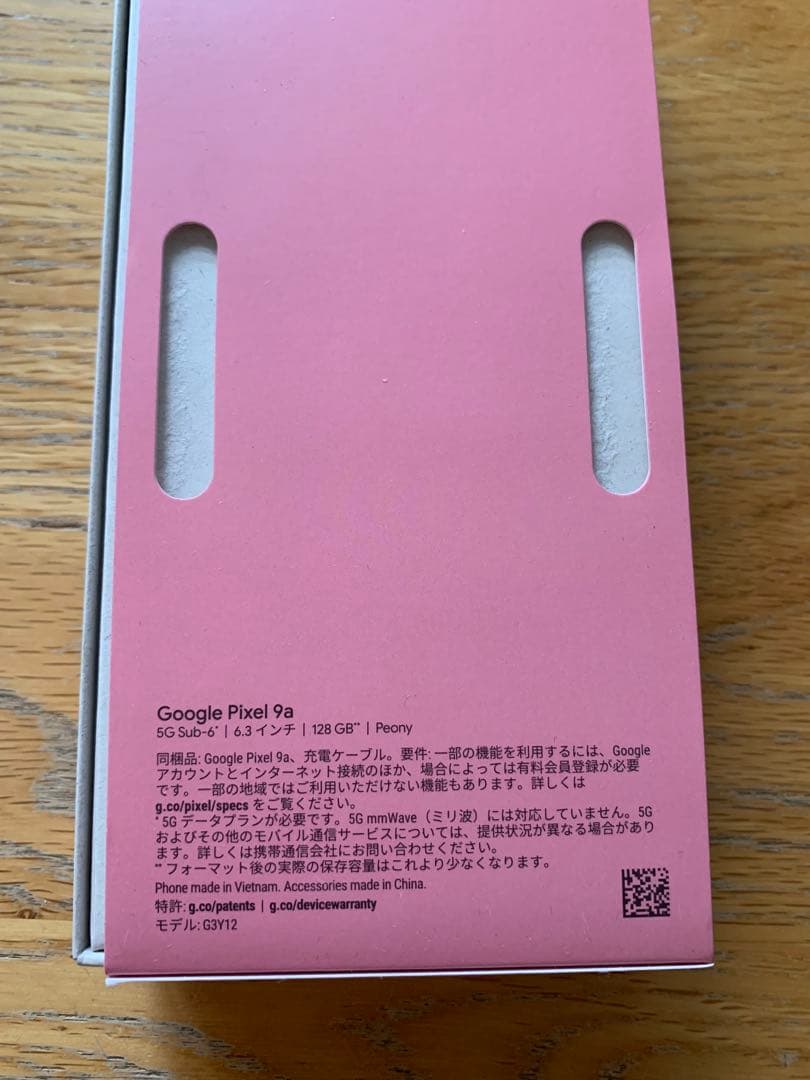 Google Pixel 9a
5G Sub-6* | 6.3 インチ | 128 GB** | Peony
同梱品: Google Pixel 9a、充電ケーブル。要件: 一部の機能を利用するには、Google
アカウントとインターネット接続のほか、場合によっては有料会員登録が必要
です。一部の地域ではご利用いただけない機能もあります。詳しくは
g.co/pixel/specs をご覧ください。
* 5G データプランが必要です。5G mmWave（ミリ波）には対応していません。5G
およびその他のモバイル通信サービスについては、提供状況が異なる場合があり
ます。詳しくは携帯通信会社にお問い合わせください。
** フォーマット後の実際の保存容量はこれより少なくなります。
Phone made in Vietnam. Accessories made in China.
特許: g.co/patents | g.co/devicewarranty
モデル: G3Y12